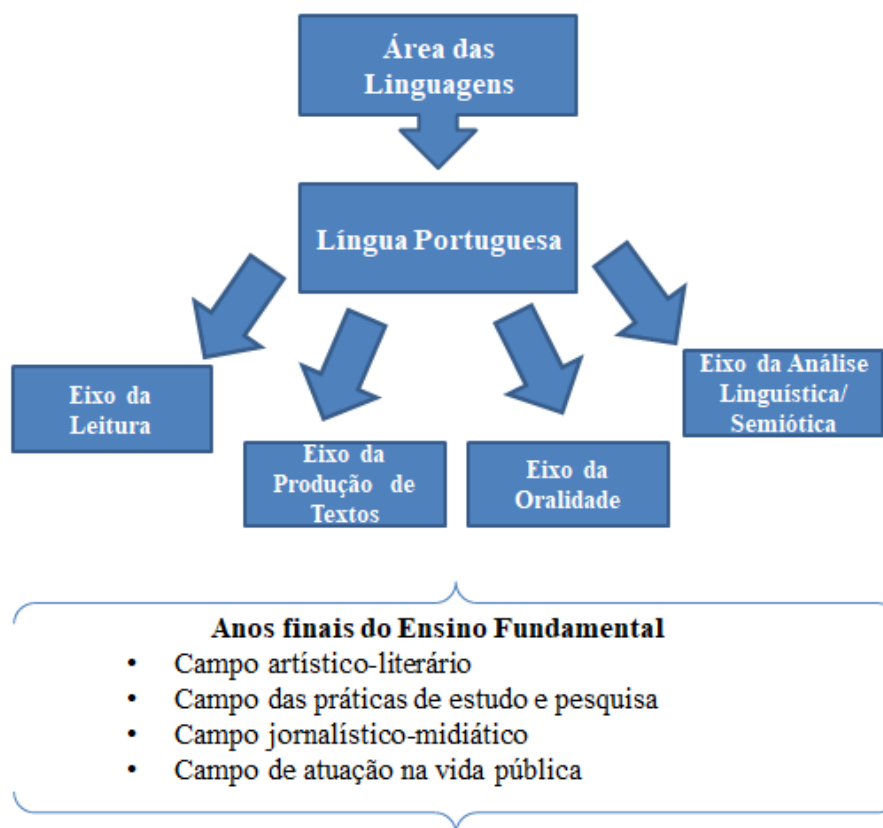 Área das
Linguagens
Língua Portuguesa
Eixo da
Leitura
Eixo da
Produção de
Textos
Eixo da
Oralidade
Eixo da Análise
Linguística/
Semiótica
Anos finais do Ensino Fundamental
• Campo artístico-literário
• Campo das práticas de estudo e pesquisa
• Campo jornalístico-midiático
• Campo de atuação na vida pública